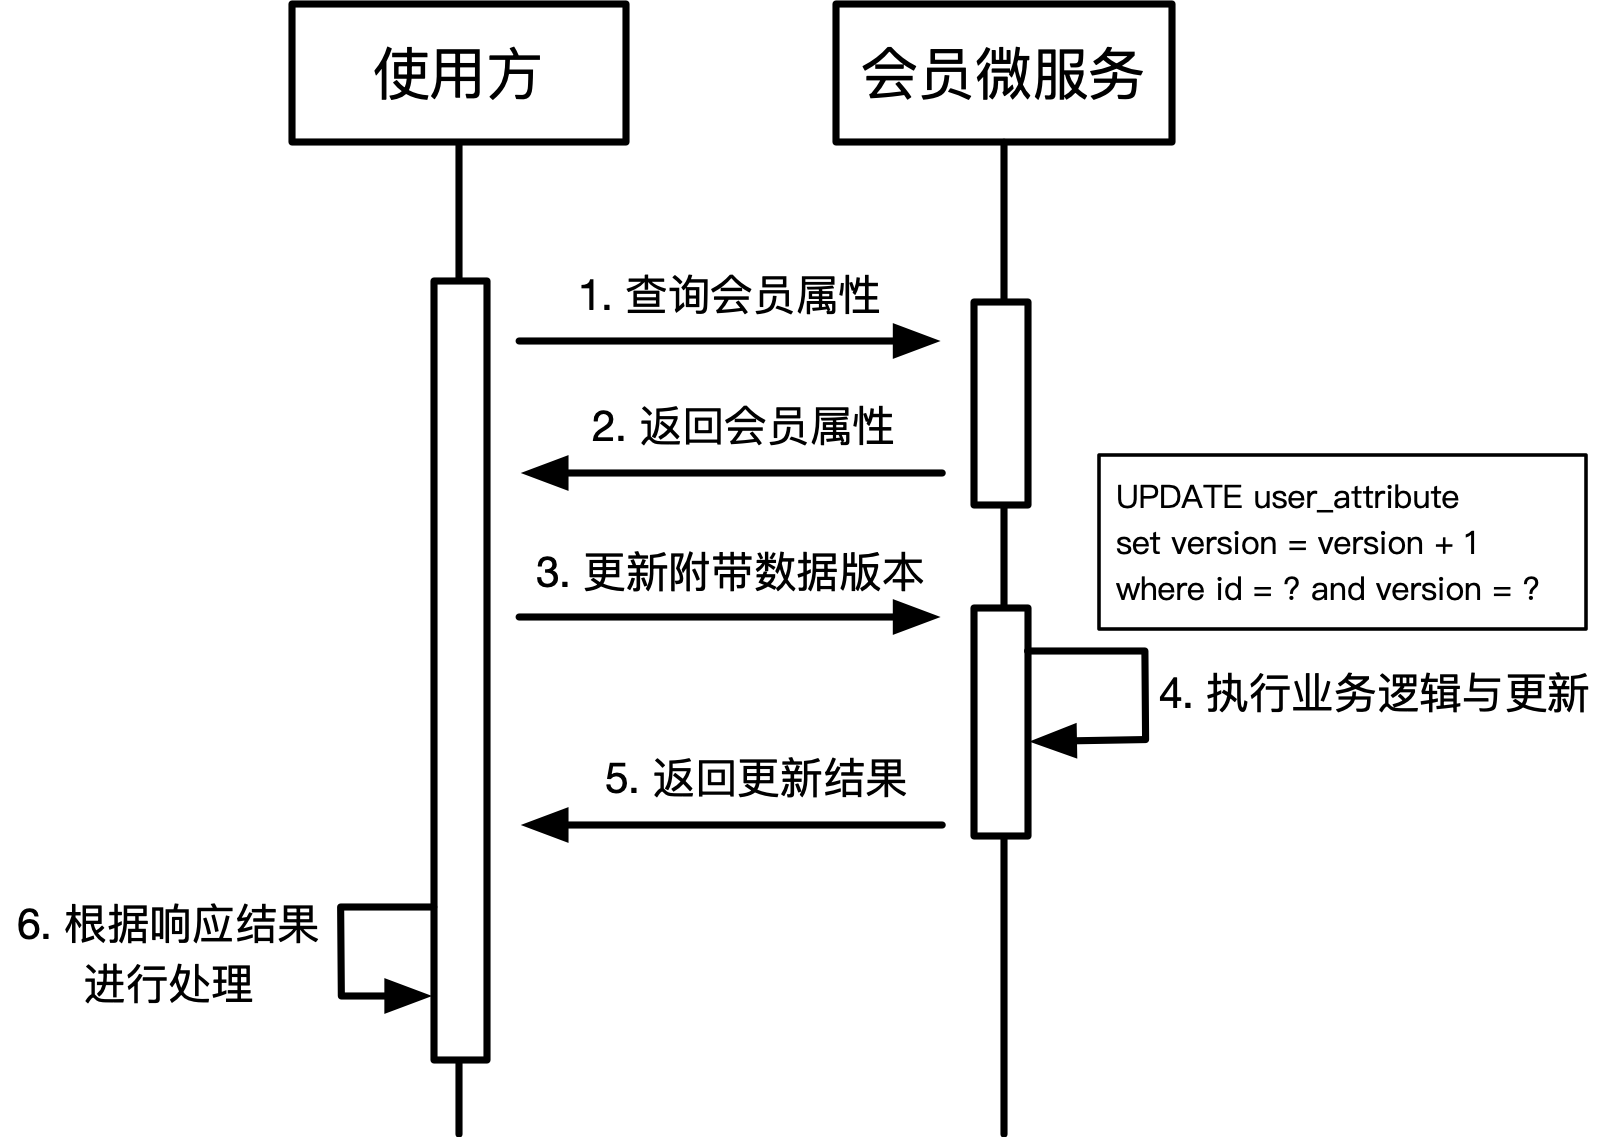 使用方
会员微服务
1. 查询会员属性
2. 返回会员属性
UPDATE user_attribute
set version = version + 1
where id = ? and version = ?
3. 更新附带数据版本
4. 执行业务逻辑与更新
5. 返回更新结果
6. 根据响应结果
进行处理